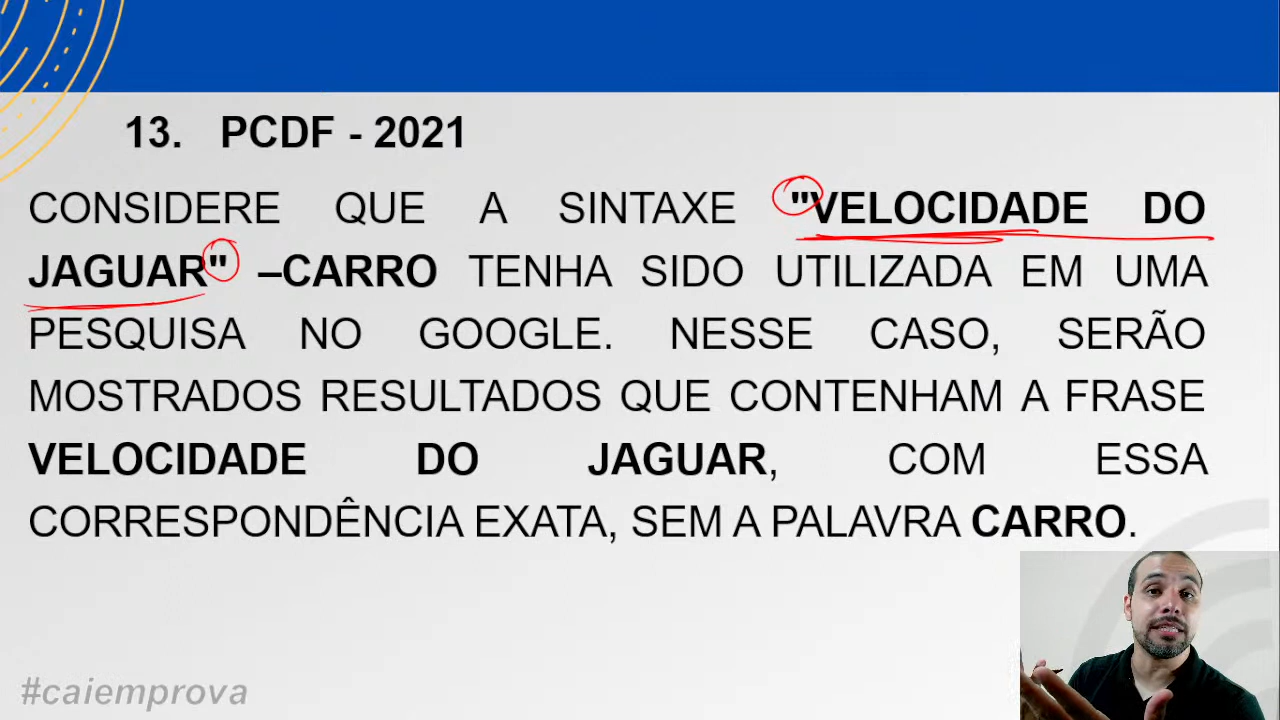 13. PCDF - 2021
CONSIDERE QUE A SINTAXE "VELOCIDADE DO
JAGUAR" –CARRO TENHA SIDO UTILIZADA EM UMA
PESQUISA NO GOOGLE. NESSE CASO, SERÃO
MOSTRADOS RESULTADOS QUE CONTENHAM A FRASE
VELOCIDADE DO JAGUAR, COM ESSA
CORRESPONDÊNCIA EXATA, SEM A PALAVRA CARRO.
#caiemprova